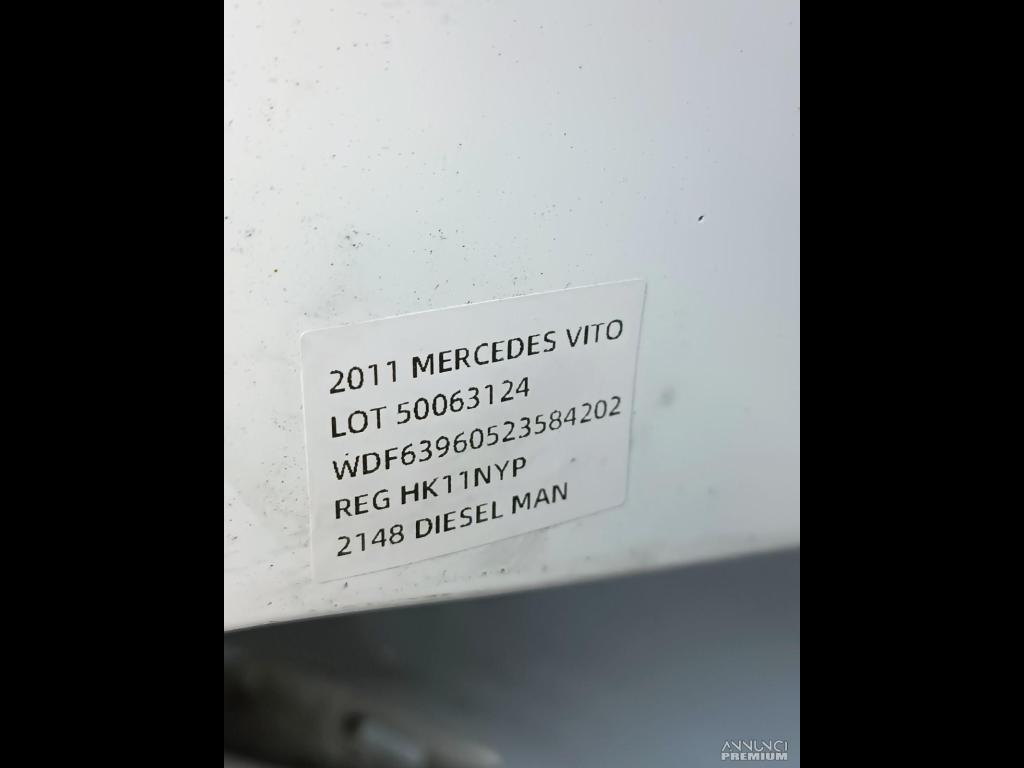 2011 MERCEDES VITO
LOT 50063124
WDF63960523584202
REG HK11NYP
2148 DIESEL MAN
ANNUNCI
PREMIUM